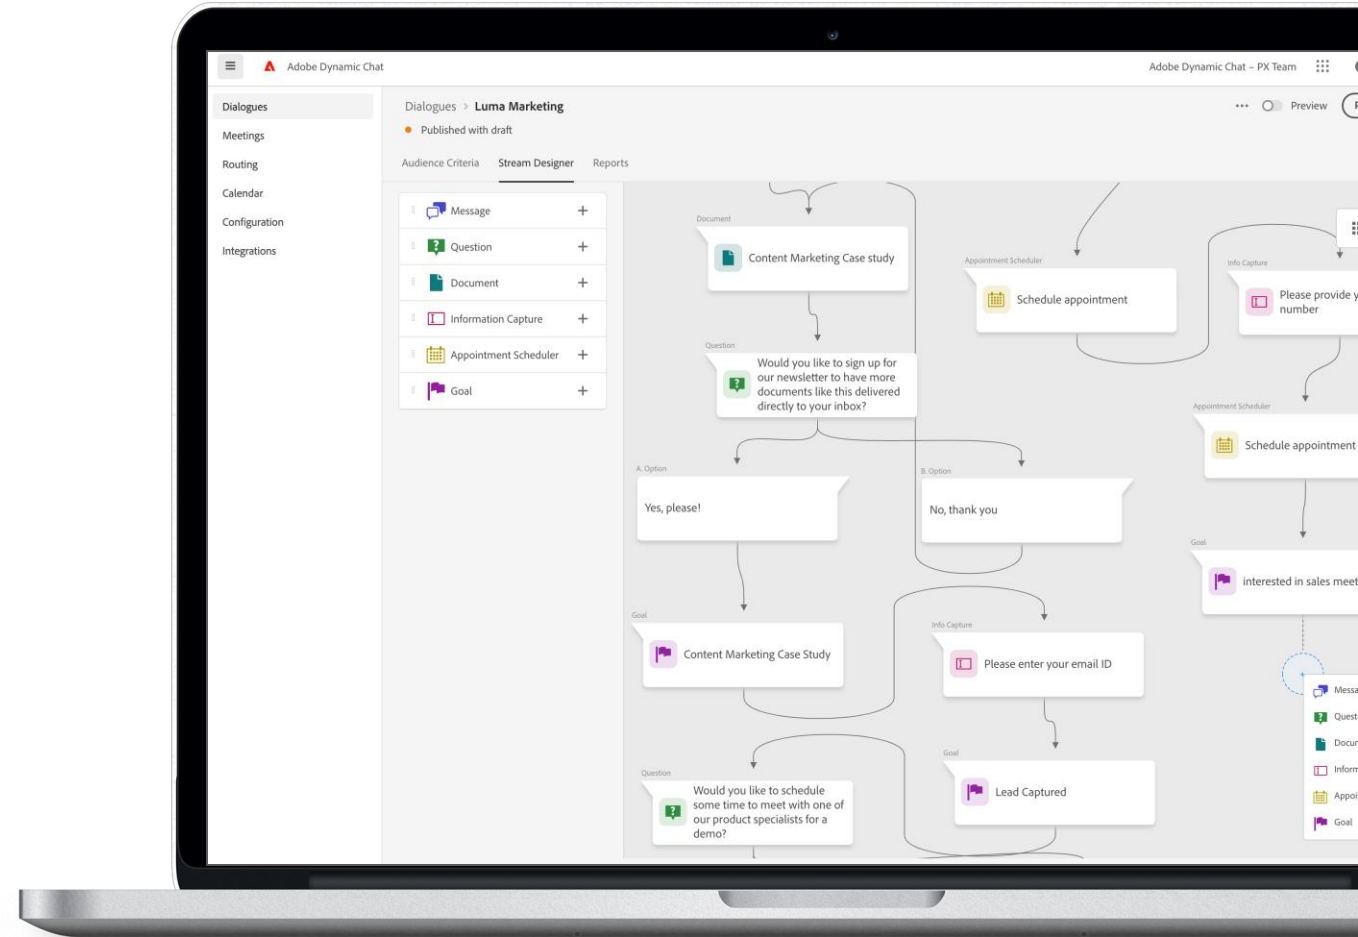 Adobe Dynamic Chat
Adobe Dynamic Chat – PX Team
Dialogues
Meetings
Routing
Calendar
Configuration
Integrations
Dialogues > Luma Marketing
Published with draft
Preview
Audience Criteria
Stream Designer
Reports
Message
Question
Document
Information Capture
Appointment Scheduler
Goal
Document
Content Marketing Case study
Question
Would you like to sign up for
our newsletter to have more
documents like this delivered
directly to your inbox?
A. Option
Yes, please!
B. Option
No, thank you
Goal
Content Marketing Case Study
Info Capture
Please enter your email ID
Goal
Lead Captured
Question
Would you like to schedule
some time to meet with one of
our product specialists for a
demo?
Appointment Scheduler
Schedule appointment
Info Capture
Please provide y
number
Appointment Scheduler
Schedule appointment
Goal
interested in sales meet
Messa
Quest
Docur
Inforn
Appoi
Goal